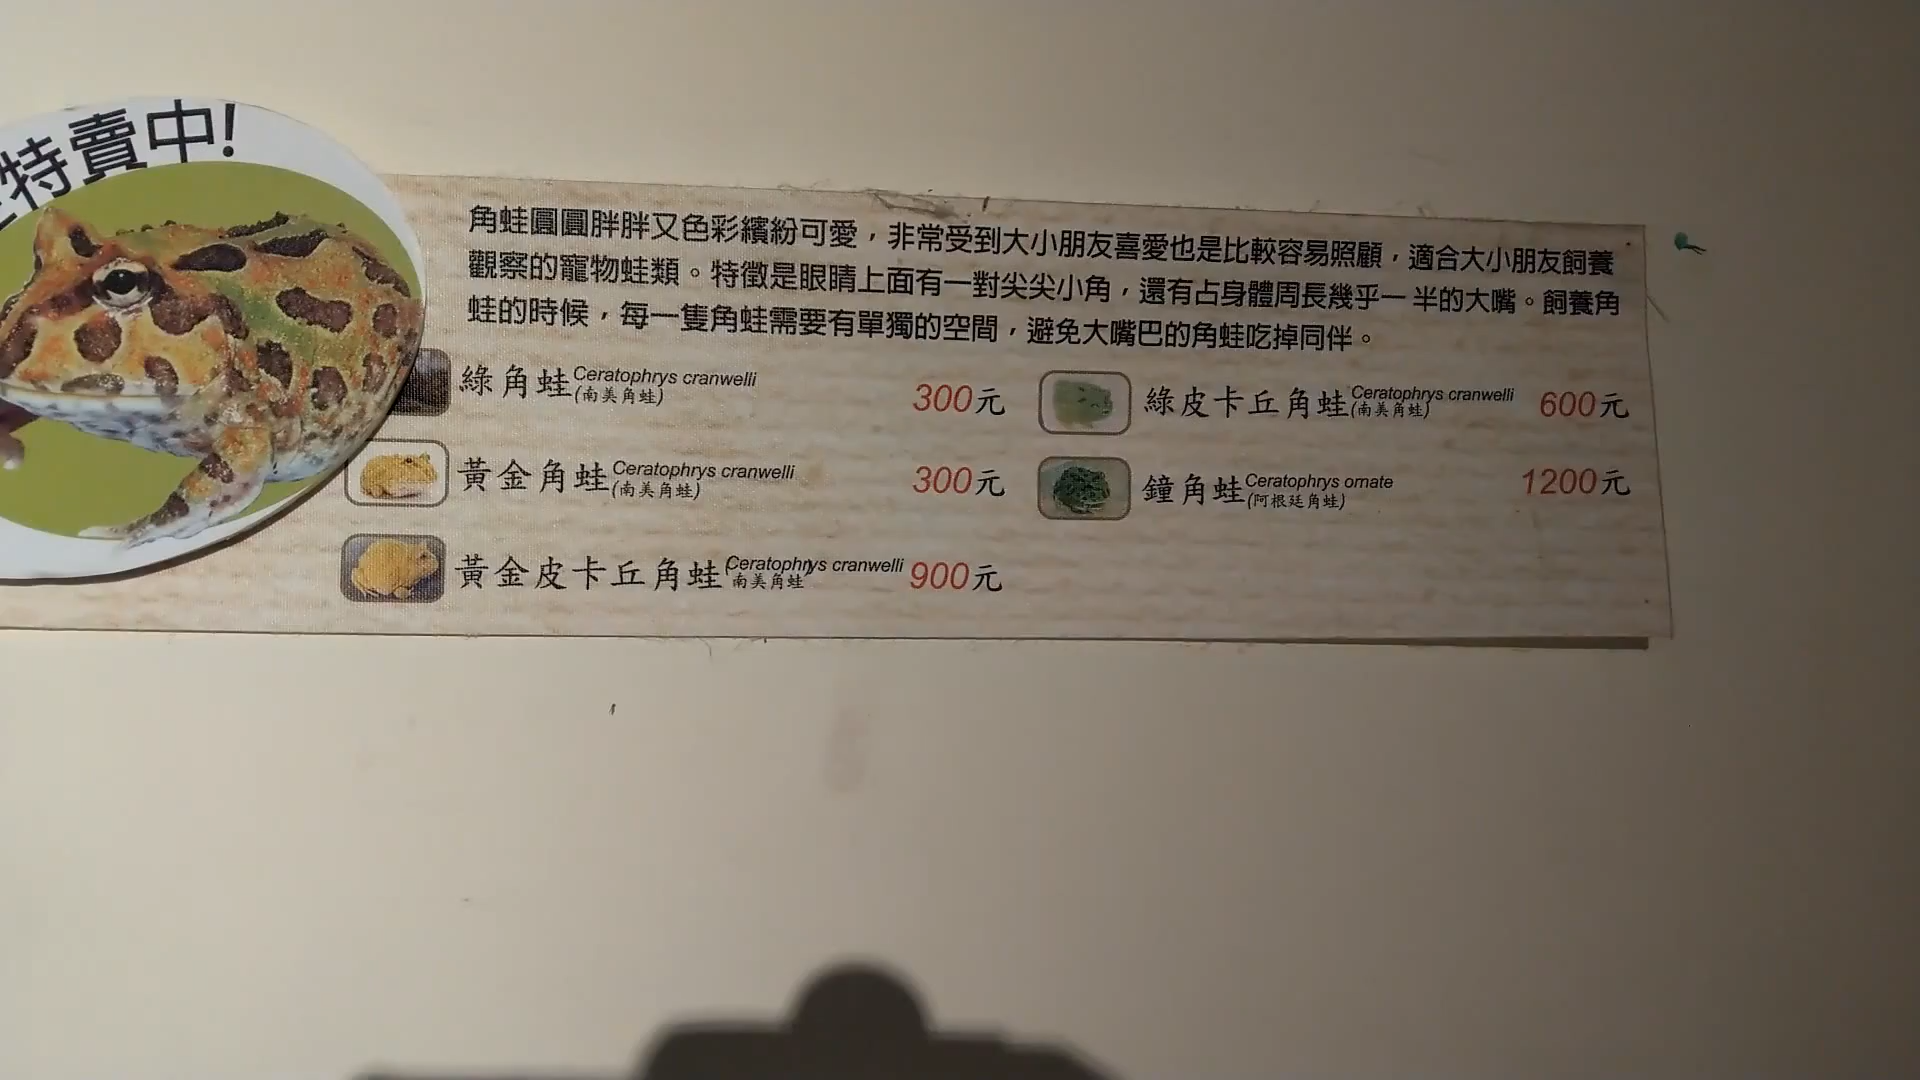 特賣中!
角蛙圓圓胖胖又色彩繽紛可愛，非常受到大小朋友喜愛也是比較容易照顧，適合大小朋友飼養
觀察的寵物蛙類。特徵是眼睛上面有一對尖尖小角，還有占身體周長幾乎一 半的大嘴。飼養角
蛙的時候，每一隻角蛙需要有單獨的空間，避免大嘴巴的角蛙吃掉同伴。
綠角蛙 Ceratophrys cranwelli (南美角蛙) 300元
綠皮卡丘角蛙 Ceratophrys cranwelli (南美角蛙) 600元
黃金角蛙 Ceratophrys cranwelli (南美角蛙) 300元
鐘角蛙 Ceratophrys ornate (阿根廷角蛙) 1200元
黃金皮卡丘角蛙 Ceratophrys cranwelli 南美角蛙 900元